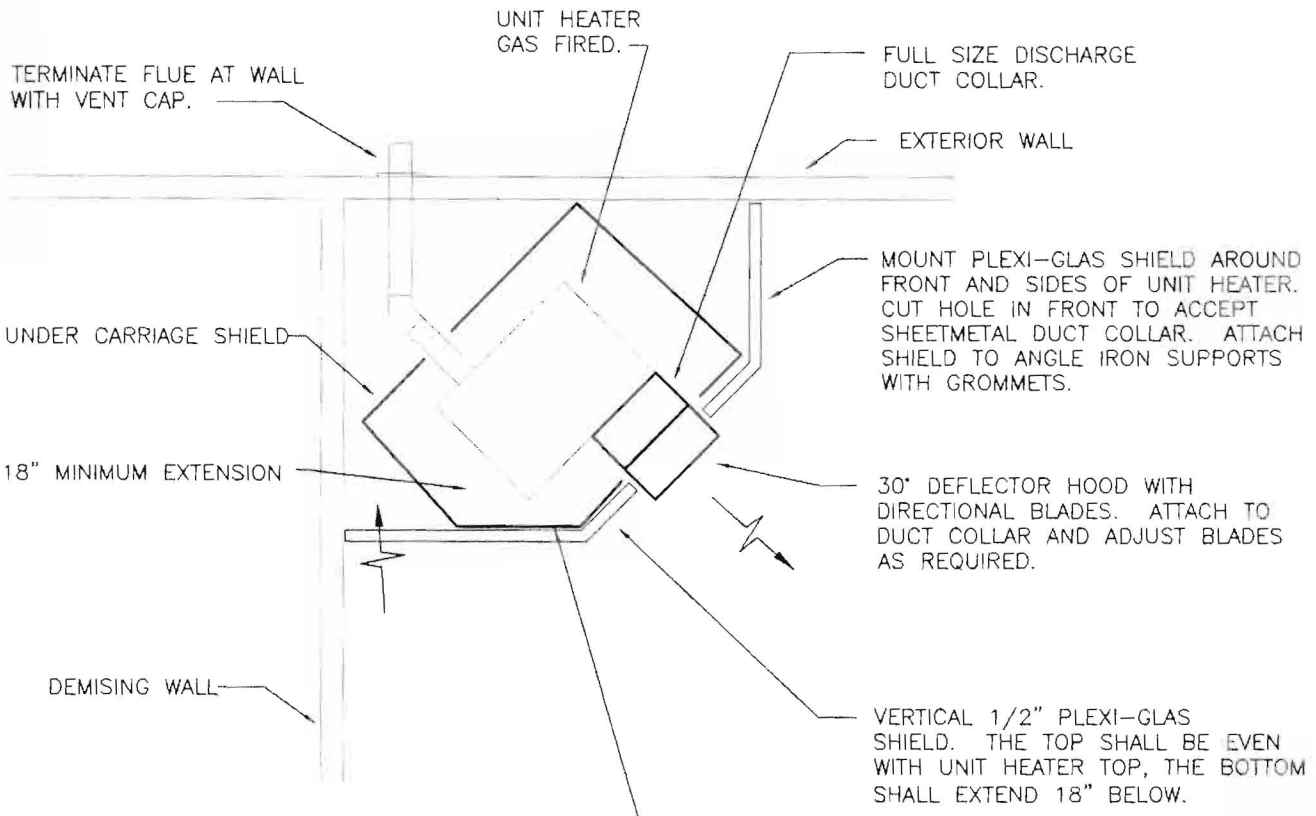 UNIT HEATER
GAS FIRED.
FULL SIZE DISCHARGE
DUCT COLLAR.
TERMINATE FLUE AT WALL
WITH VENT CAP.
EXTERIOR WALL
MOUNT PLEXI-GLAS SHIELD AROUND
FRONT AND SIDES OF UNIT HEATER.
CUT HOLE IN FRONT TO ACCEPT
SHEETMETAL DUCT COLLAR. ATTACH
SHIELD TO ANGLE IRON SUPPORTS
WITH GROMMETS.
UNDER CARRIAGE SHIELD
18" MINIMUM EXTENSION
30° DEFLECTOR HOOD WITH
DIRECTIONAL BLADES. ATTACH TO
DUCT COLLAR AND ADJUST BLADES
AS REQUIRED.
DEMISING WALL
VERTICAL 1/2" PLEXI-GLAS
SHIELD. THE TOP SHALL BE EVEN
WITH UNIT HEATER TOP, THE BOTTOM
SHALL EXTEND 18" BELOW.